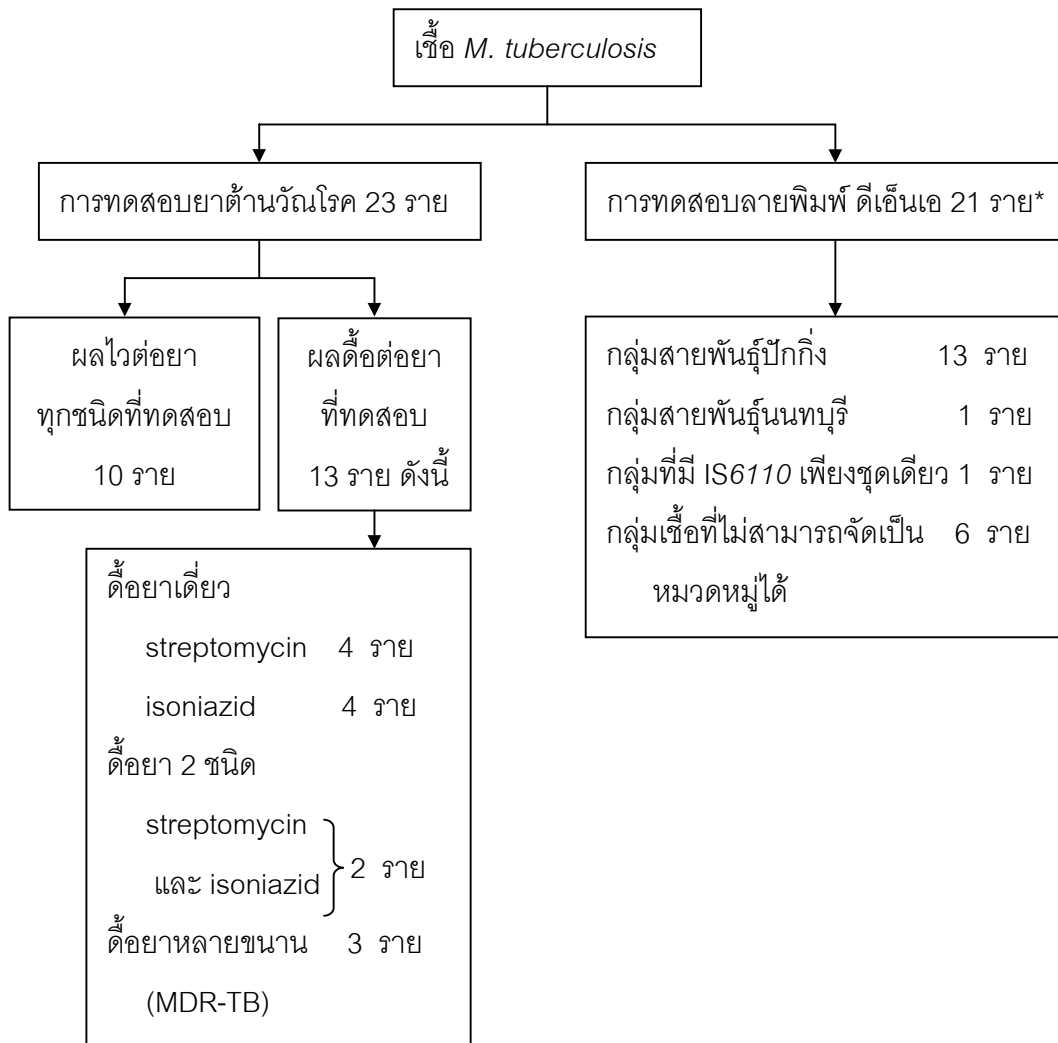 เชื้อ M. tuberculosis
การทดสอบยาต้านวัณโรค 23 ราย
การทดสอบลายพิมพ์ ดีเอ็นเอ 21 ราย*
ผลไวต่อยา
ทุกชนิดที่ทดสอบ
10 ราย
ผลดื้อต่อยา
ที่ทดสอบ
13 ราย ดังนี้
กลุ่มสายพันธุ์ปักกิ่ง 13 ราย
กลุ่มสายพันธุ์นนทบุรี 1 ราย
กลุ่มที่มี IS6110 เพียงชุดเดียว 1 ราย
กลุ่มเชื้อที่ไม่สามารถจัดเป็น 6 ราย
หมวดหมู่ได้
ดื้อยาเดี่ยว
streptomycin 4 ราย
isoniazid 4 ราย
ดื้อยา 2 ชนิด
streptomycin
และ isoniazid 2 ราย
ดื้อยาหลายขนาน 3 ราย
(MDR-TB)